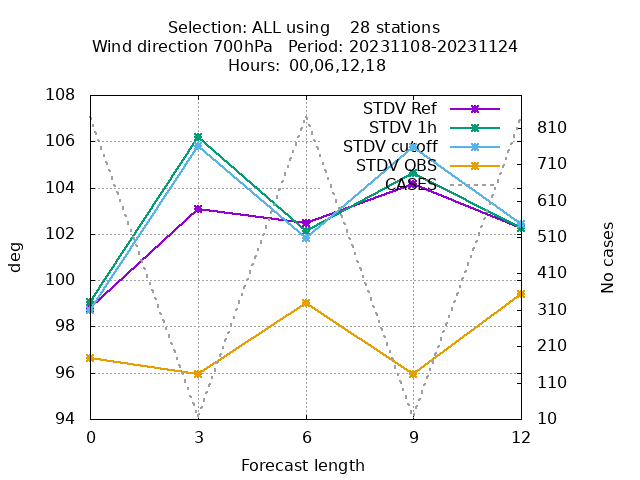 Selection: ALL using 28 stations
Wind direction 700hPa Period: 20231108-20231124
Hours: 00,06,12,18
108
106
104
102
100
98
96
94
deg
STDV Ref
STDV 1h
STDV cutoff
STDV OBS
CASES
810
710
610
510
410
310
210
110
10
No cases
0 3 6 9 12
Forecast length